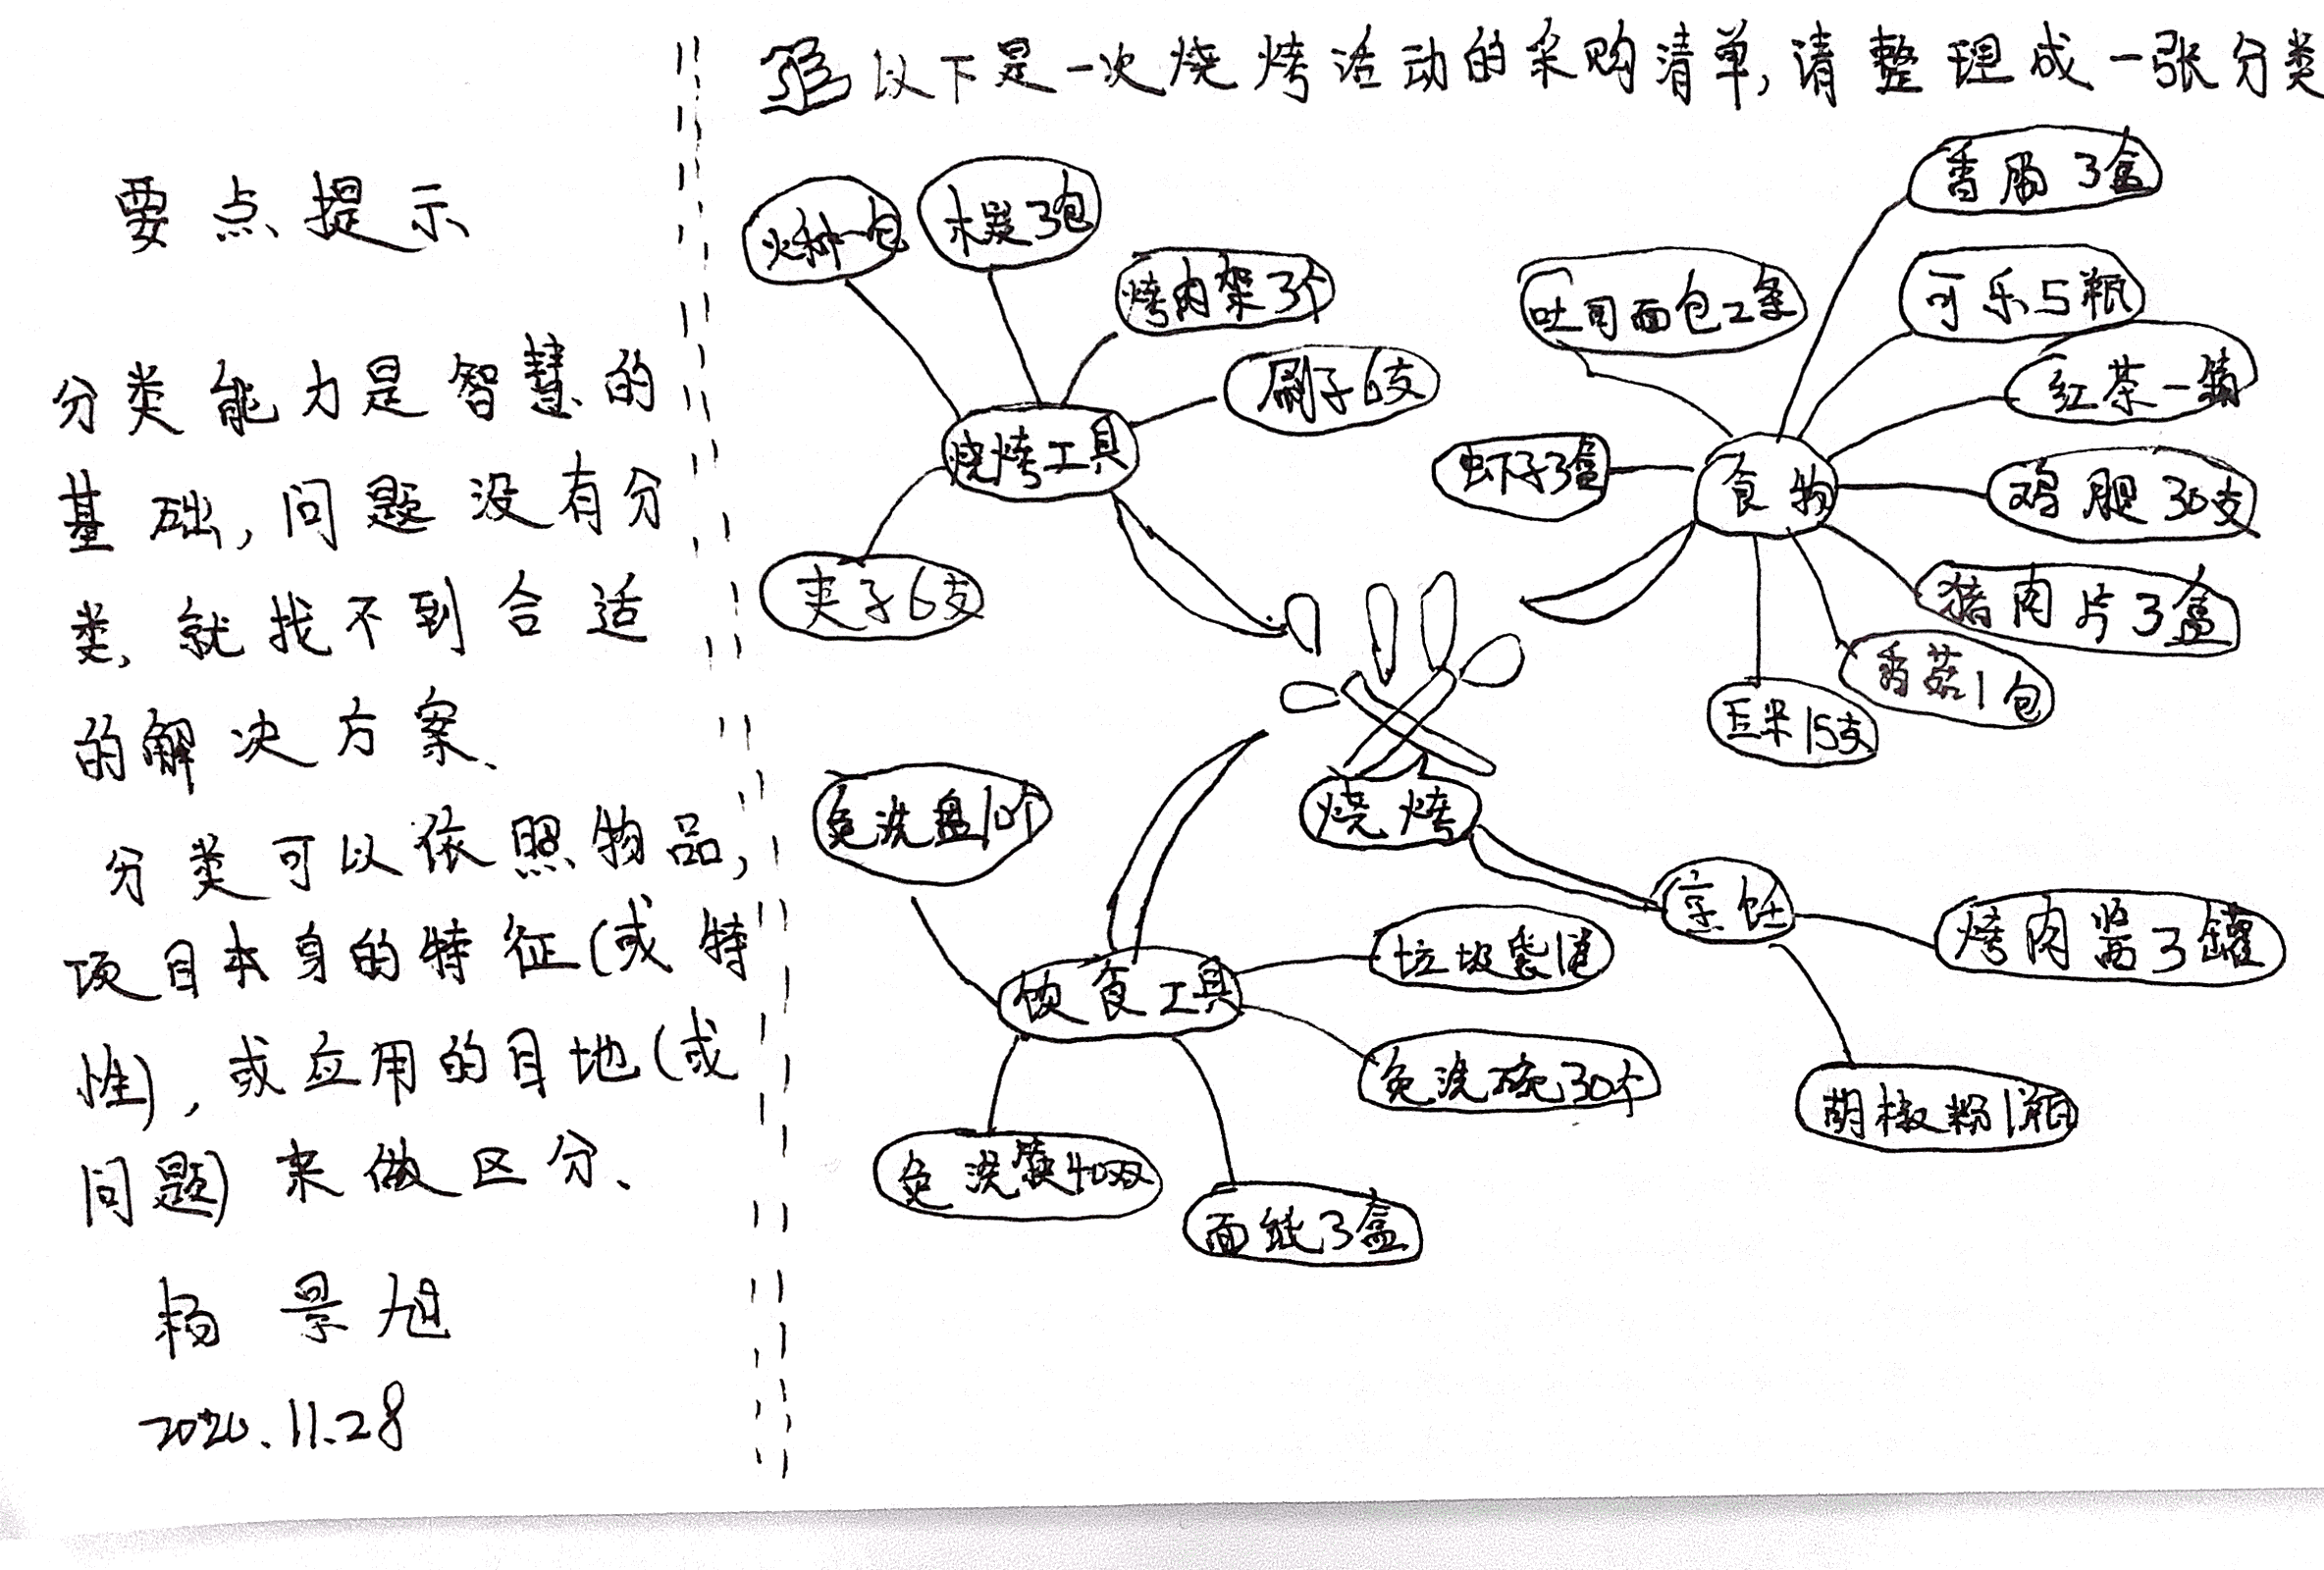 要点提示
分类能力是智慧的
基础,问题没有分
类,就找不到合适
的解决方案、
分类可以依照物品,
项目本身的特征(或特
性),或应用的目地(或
问题)来做区分、
杨景旭
2020.11.28
以下是一次烧烤活动的采购清单,请整理成一张分类
火种一包
木炭3包
烤肉架3个
刷子6支
烧烤工具
夹子6支
香肠3盒
吐司面包2条
可乐5瓶
红茶一箱
虾子3盒
食物
鸡腿30支
猪肉片3盒
香菇1包
玉米15支
烧烤
免洗盘10个
饮食工具
垃圾袋1卷
免洗碗30个
免洗筷40双
面纸3盒
烹饪
烤肉酱3罐
胡椒粉1瓶